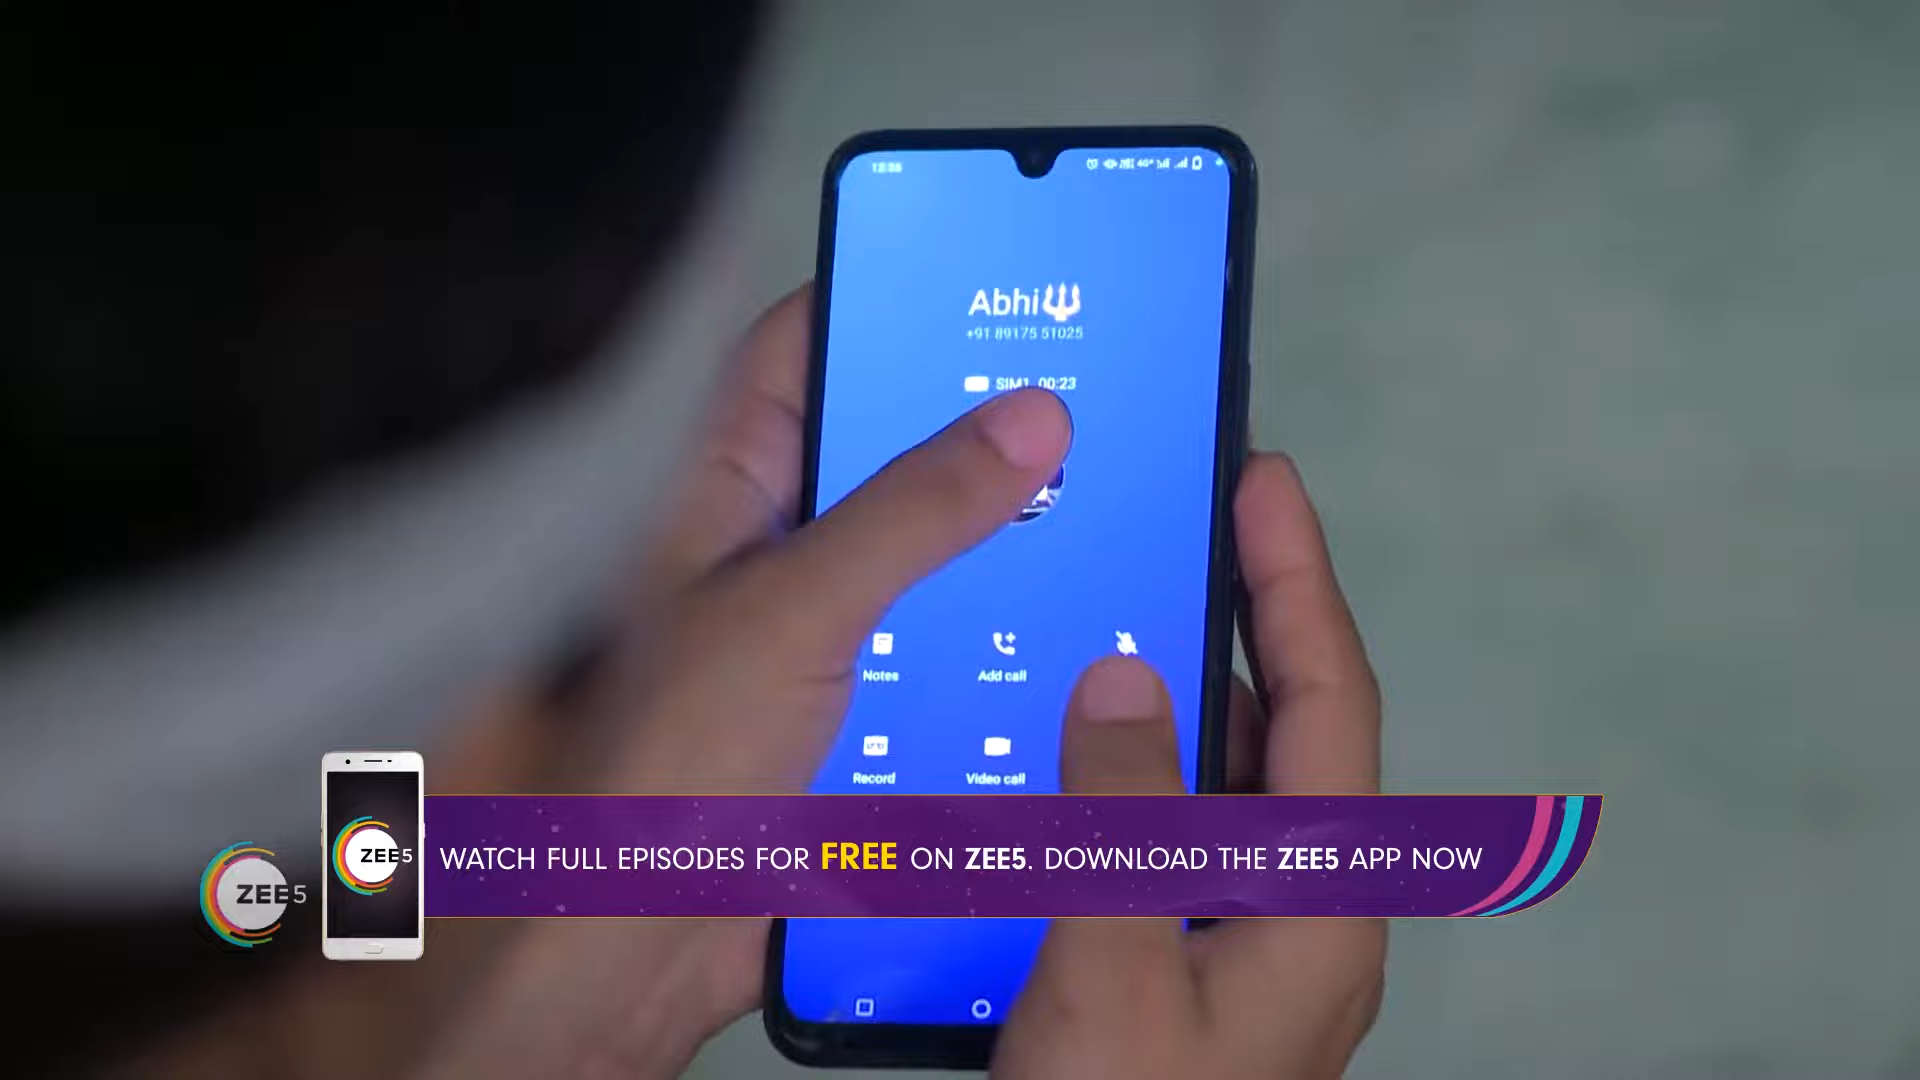 Abhi
+91 89175 51025
SIM1 00:23
Notes
Add call
Record
Video call
ZEE5
ZEE5
WATCH FULL EPISODES FOR FREE ON ZEE5. DOWNLOAD THE ZEE5 APP NOW